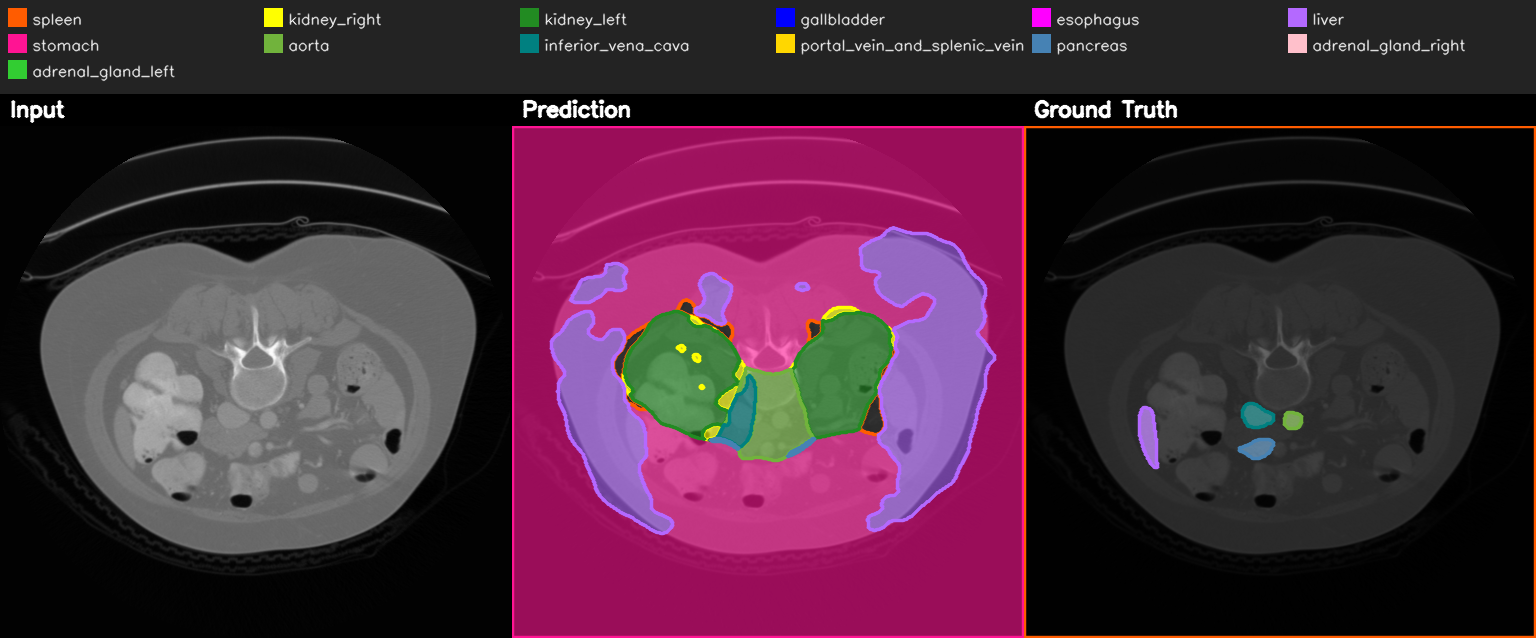 spleen kidney_right kidney_left gallbladder esophagus liver
stomach aorta inferior_vena_cava portal_vein_and_splenic_vein pancreas adrenal_gland_right
adrenal_gland_left
Input Prediction Ground Truth